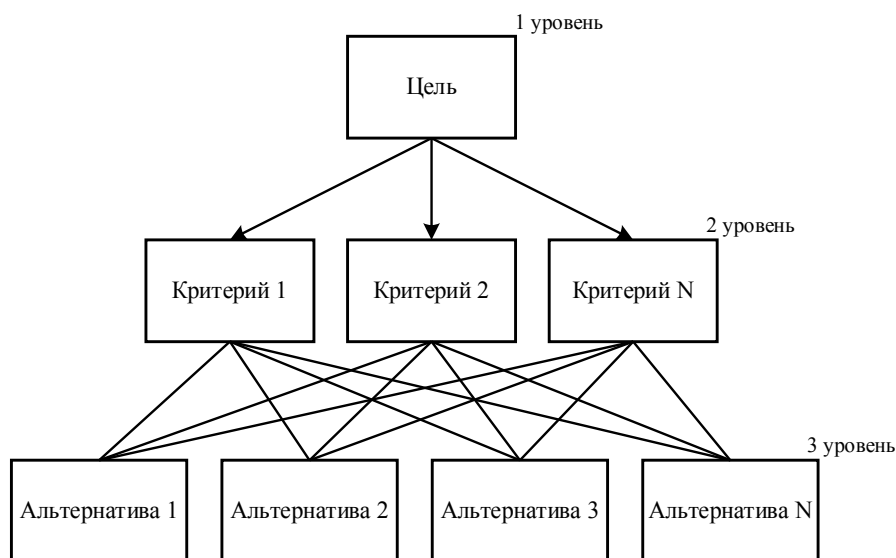 1 уровень
Цель
2 уровень
Критерий 1
Критерий 2
Критерий N
3 уровень
Альтернатива 1
Альтернатива 2
Альтернатива 3
Альтернатива N